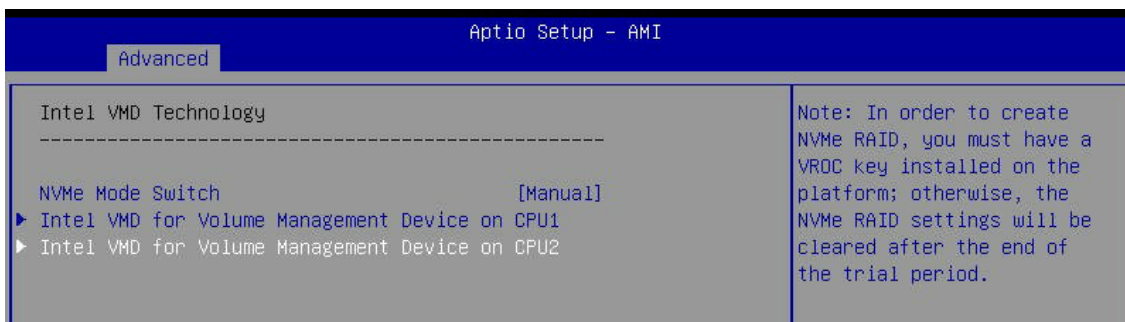 Aptio Setup – AMI
Advanced
Intel VMD Technology
--------------------------------------------------------
NVMe Mode Switch [Manual]
Intel VMD for Volume Management Device on CPU1
Intel VMD for Volume Management Device on CPU2
Note: In order to create
NVMe RAID, you must have a
VROC key installed on the
platform; otherwise, the
NVMe RAID settings will be
cleared after the end of
the trial period.